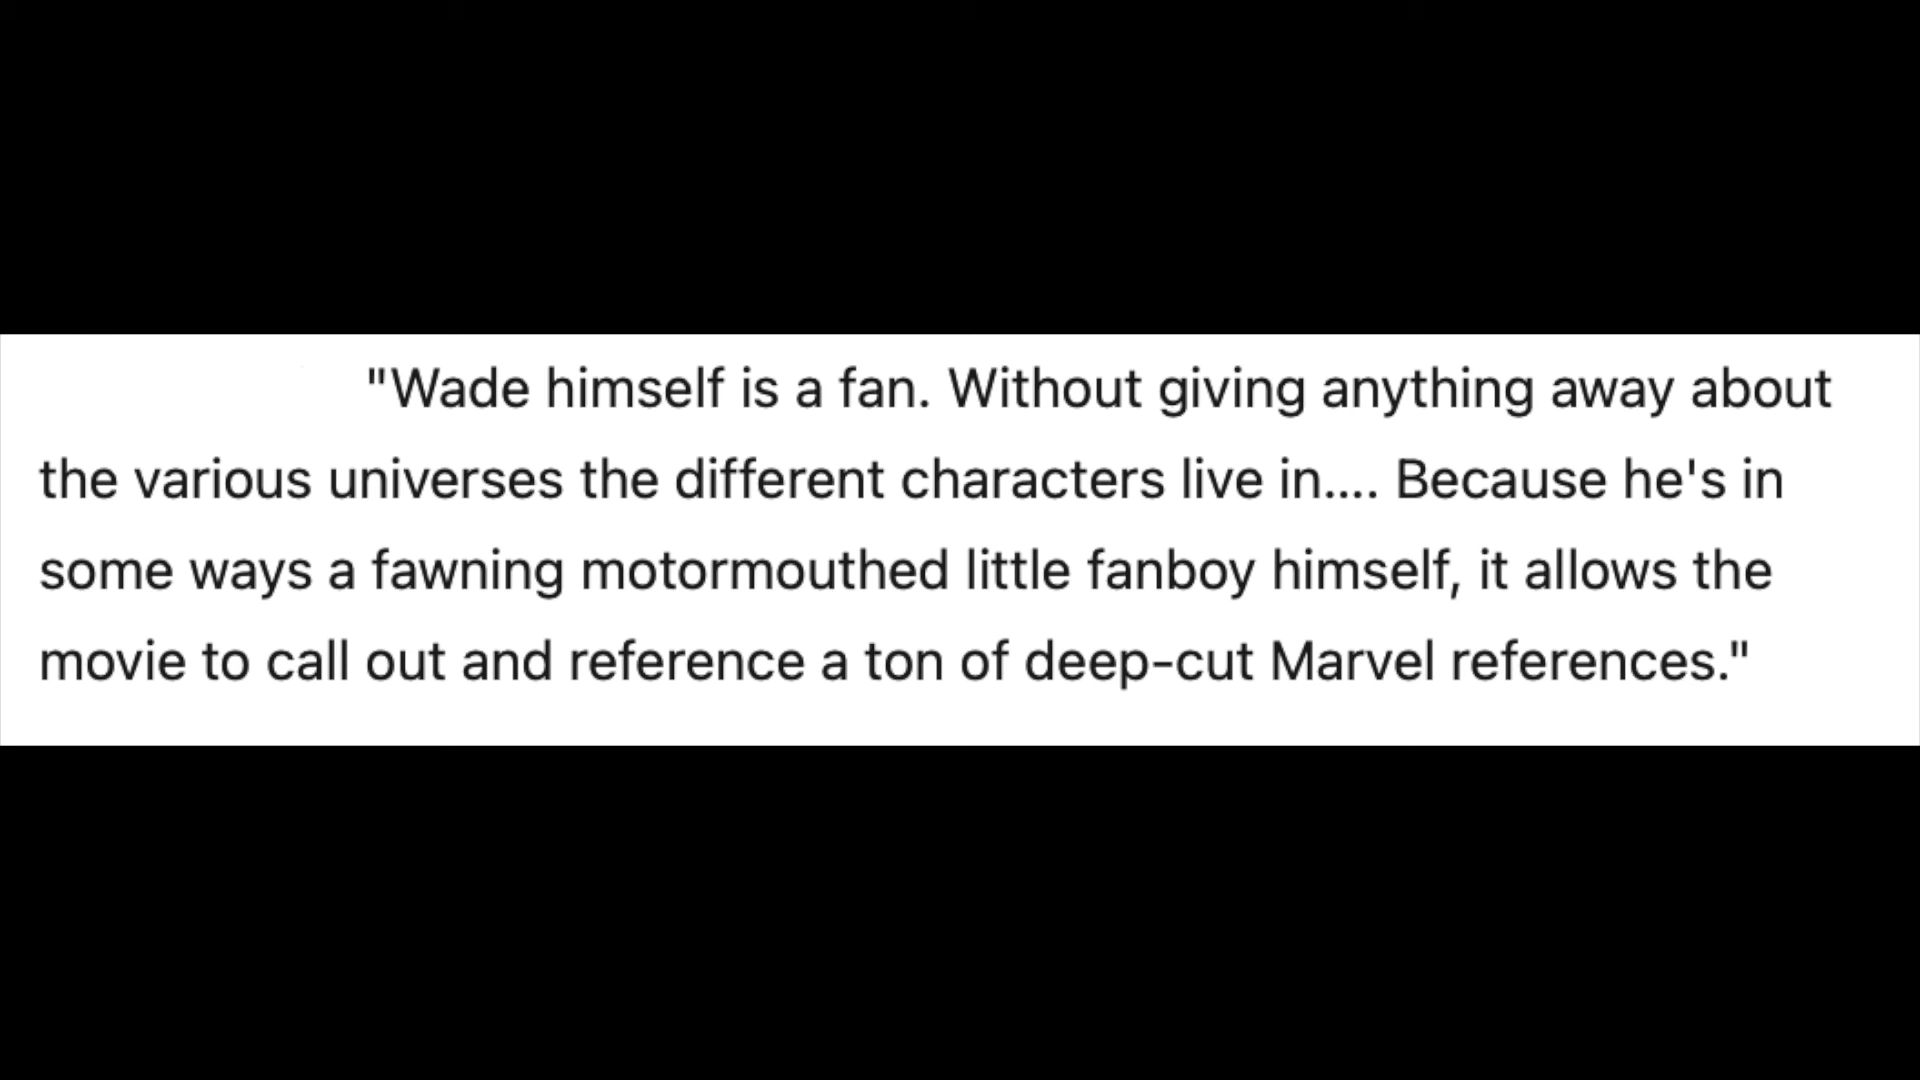 "Wade himself is a fan. Without giving anything away about
the various universes the different characters live in.... Because he's in
some ways a fawning motormouthed little fanboy himself, it allows the
movie to call out and reference a ton of deep-cut Marvel references."